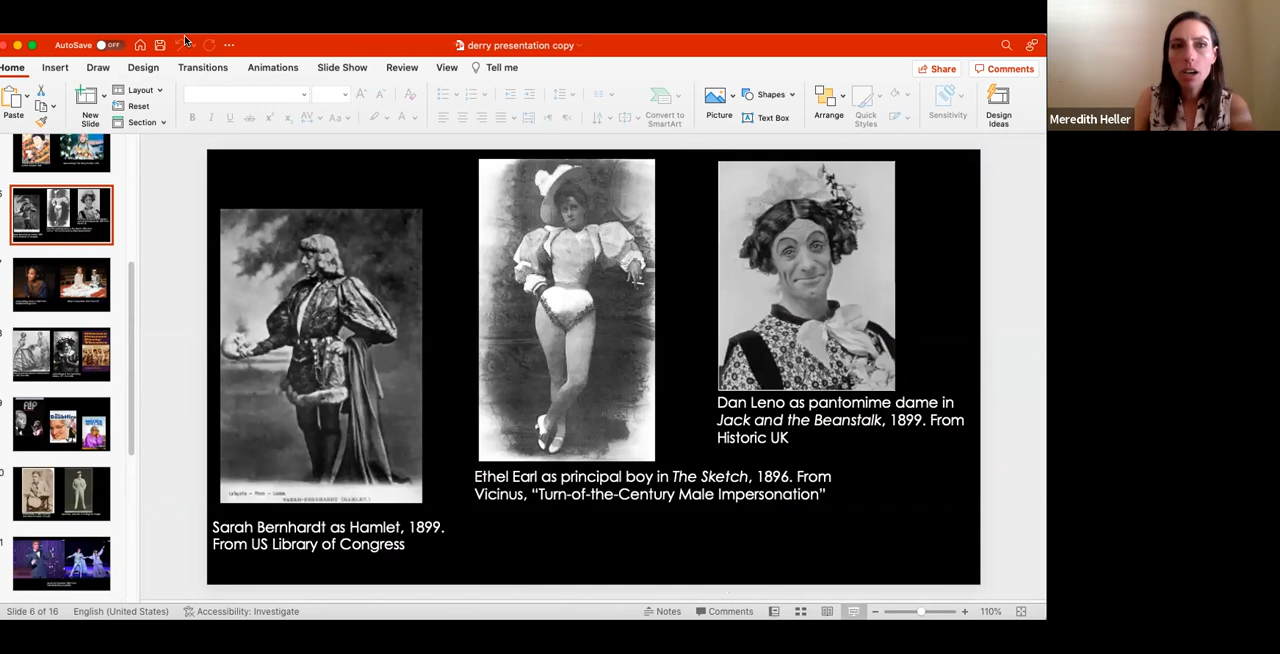 AutoSave OFF
derry presentation copy
Home Insert Draw Design Transitions Animations Slide Show Review View Tell me
Share
Comments
Paste
New
Slide
Layout
Reset
Section
Convert to
SmartArt
Picture
Shapes
Text Box
Arrange
Quick
Styles
Sensitivity
Design
Ideas
Meredith Heller
SARAH BERNHARDT (HAMLET.)
Sarah Bernhardt as Hamlet, 1899.
From US Library of Congress
Ethel Earl as principal boy in The Sketch, 1896. From
Vicinus, “Turn-of-the-Century Male Impersonation”
Dan Leno as pantomime dame in
Jack and the Beanstalk, 1899. From
Historic UK
Slide 6 of 16 English (United States) Accessibility: Investigate
Notes Comments 110%